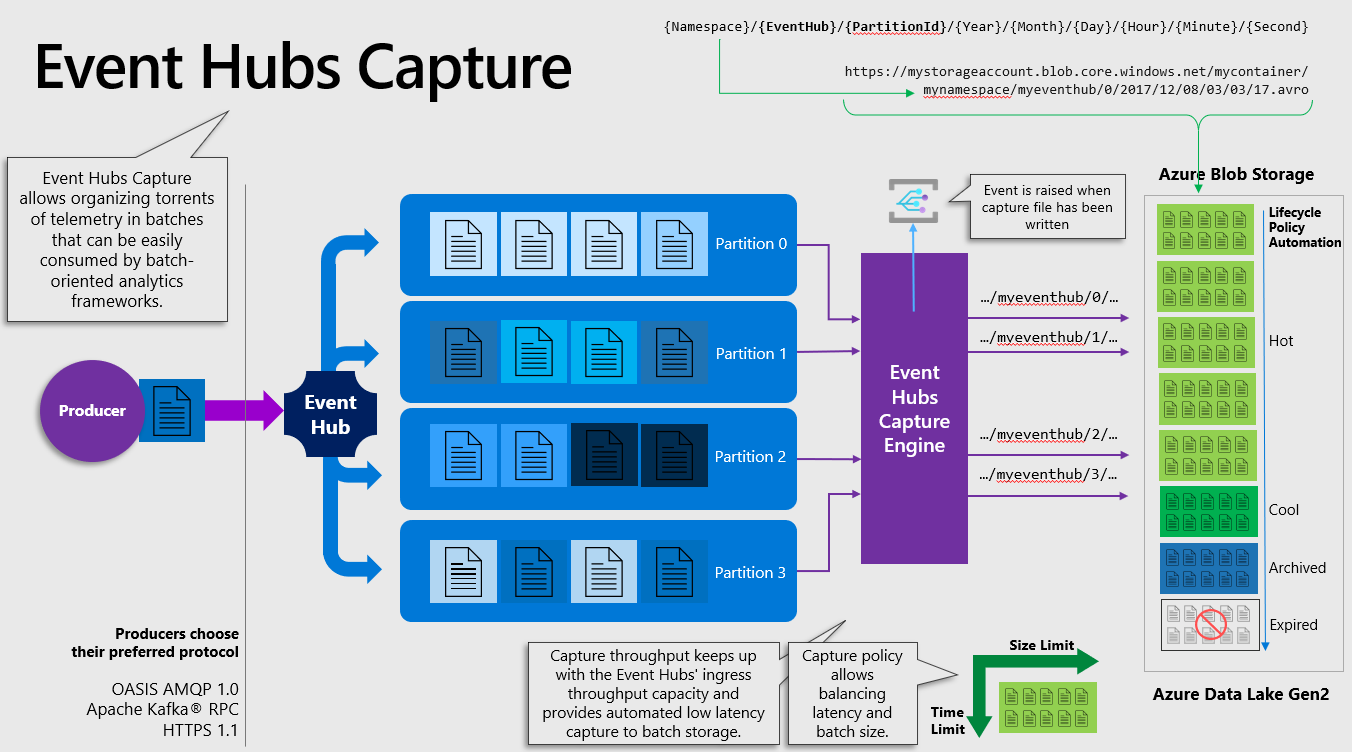 Event Hubs Capture
{Namespace}/{EventHub}/{PartitionId}/{Year}/{Month}/{Day}/{Hour}/{Minute}/{Second}
https://mystorageaccount.blob.core.windows.net/mycontainer/
mynamespace/myeventhub/0/2017/12/08/03/03/17.avro
Event Hubs Capture
allows organizing torrents
of telemetry in batches
that can be easily
consumed by batch-
oriented analytics
frameworks.
Producer
Event
Hub
Producers choose
their preferred protocol
OASIS AMQP 1.0
Apache Kafka® RPC
HTTPS 1.1
Partition 0
Partition 1
Partition 2
Partition 3
Event is raised when
capture file has been
written
Event
Hubs
Capture
Engine
…/myeventhub/0/…
…/myeventhub/1/…
…/myeventhub/2/…
…/myeventhub/3/…
Azure Blob Storage
Lifecycle
Policy
Automation
Hot
Cool
Archived
Expired
Azure Data Lake Gen2
Capture throughput keeps up
with the Event Hubs' ingress
throughput capacity and
provides automated low latency
capture to batch storage.
Capture policy
allows
balancing
latency and
batch size.
Size Limit
Time
Limit